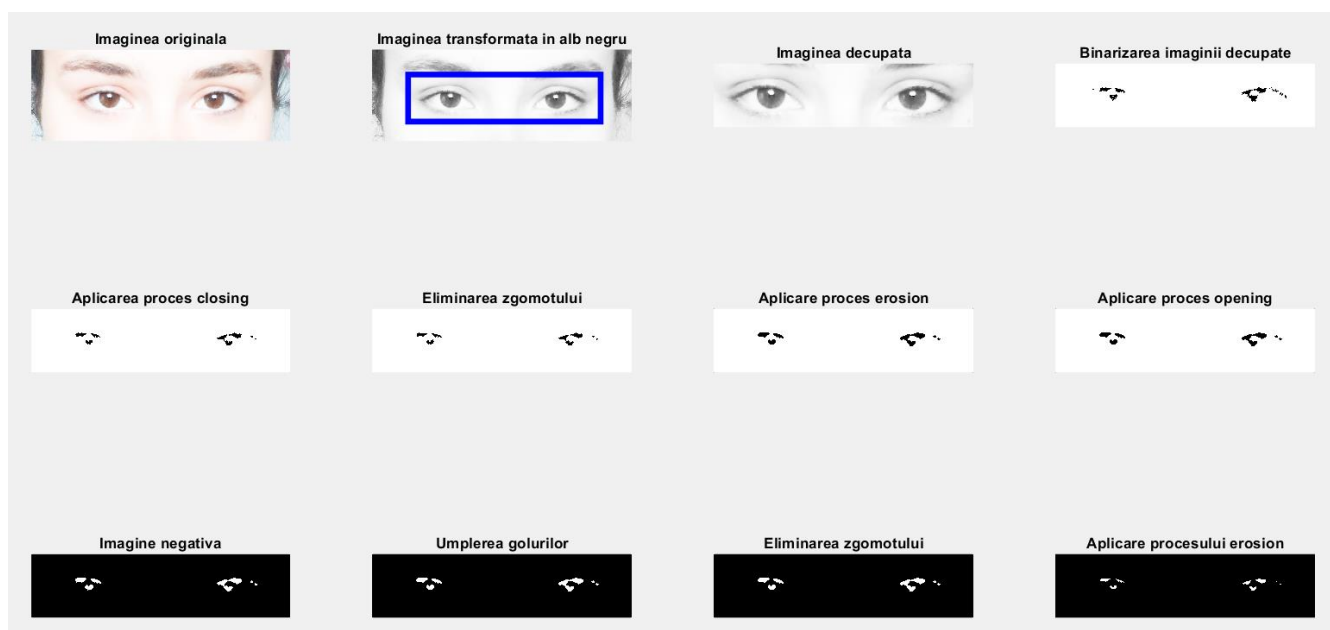 Imaginea originala
Imaginea transformata in alb negru
Imaginea decupata
Binarizarea imaginii decupate
Aplicarea proces closing
Eliminarea zgomotului
Aplicare proces erosion
Aplicare proces opening
Imagine negativa
Umplerea golurilor
Eliminarea zgomotului
Aplicare procesului erosion